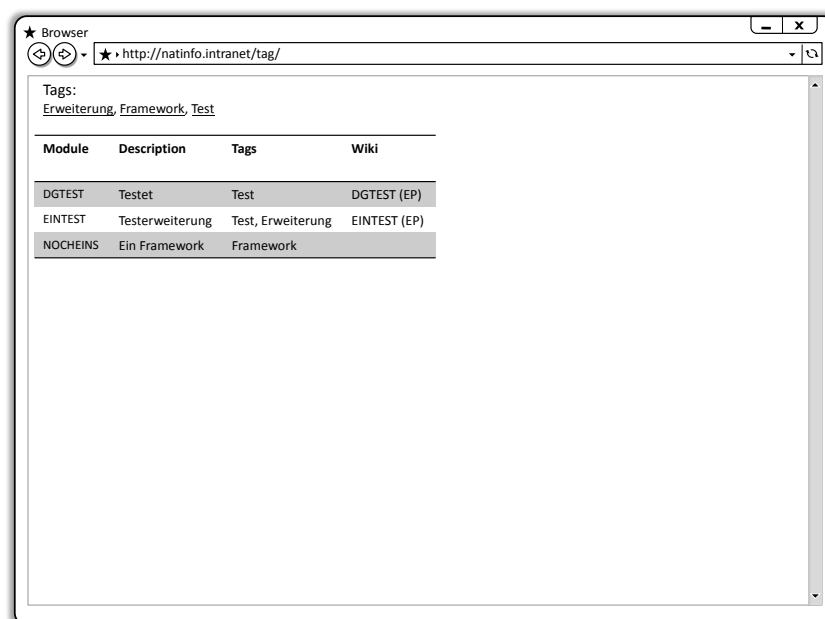 Browser
http://natinfo.intranet/tag/
Tags:
Erweiterung, Framework, Test
Module Description Tags Wiki
DGTEST Testet Test DGTEST (EP)
EINTEST Testerweiterung Test, Erweiterung EINTEST (EP)
NOCHEINS Ein Framework Framework